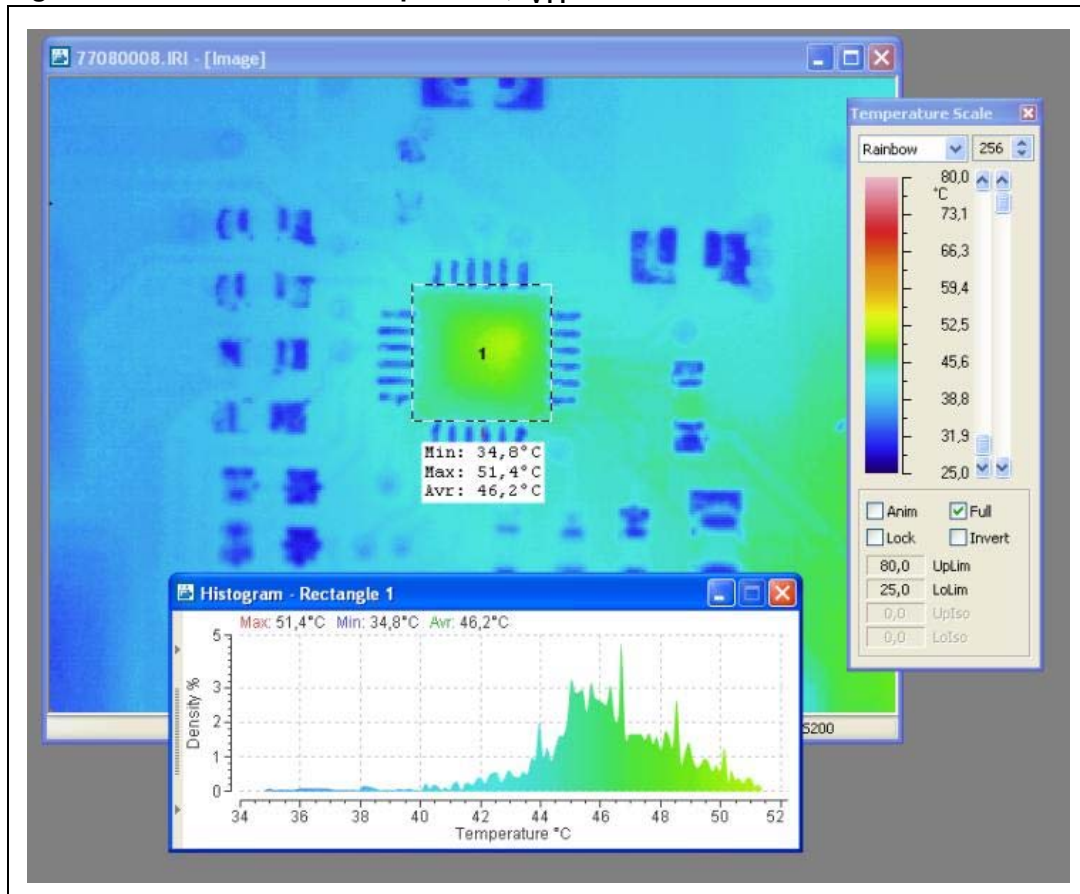 77080008.IRI - [Image]
Temperature Scale
Rainbow
256
80,0
°C
73,1
66,3
59,4
52,5
45,6
38,8
31,9
25,0
Anim
Full
Lock
Invert
80,0 UpLim
25,0 LoLim
0,0 UpIso
0,0 LoIso
1
Min: 34,8°C
Max: 51,4°C
Avr: 46,2°C
5200
Histogram - Rectangle 1
Max: 51,4°C Min: 34,8°C Avr: 46,2°C
Density %
5
3
2
1
0
34 36 38 40 42 44 46 48 50 52
Temperature °C